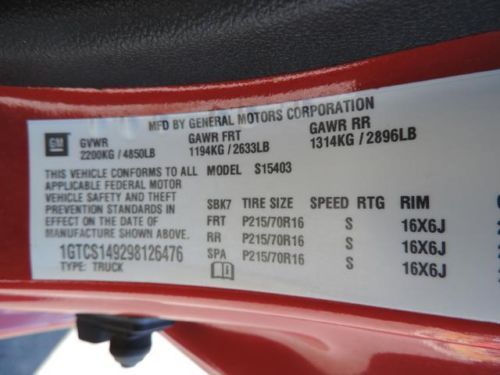 MFD BY GENERAL MOTORS CORPORATION
GM GVWR GAWR FRT GAWR RR
2200KG / 4850LB 1194KG / 2633LB 1314KG / 2896LB
THIS VEHICLE CONFORMS TO ALL MODEL S15403
APPLICABLE FEDERAL MOTOR
VEHICLE SAFETY AND THEFT SBK7 TIRE SIZE SPEED RTG RIM
PREVENTION STANDARDS IN FRT P215/70R16 S 16X6J
EFFECT ON THE DATE OF RR P215/70R16 S 16X6J
MANUFACTURE SHOWN ABOVE. SPA P215/70R16 S 16X6J
1GTCS149298126476
TYPE: TRUCK